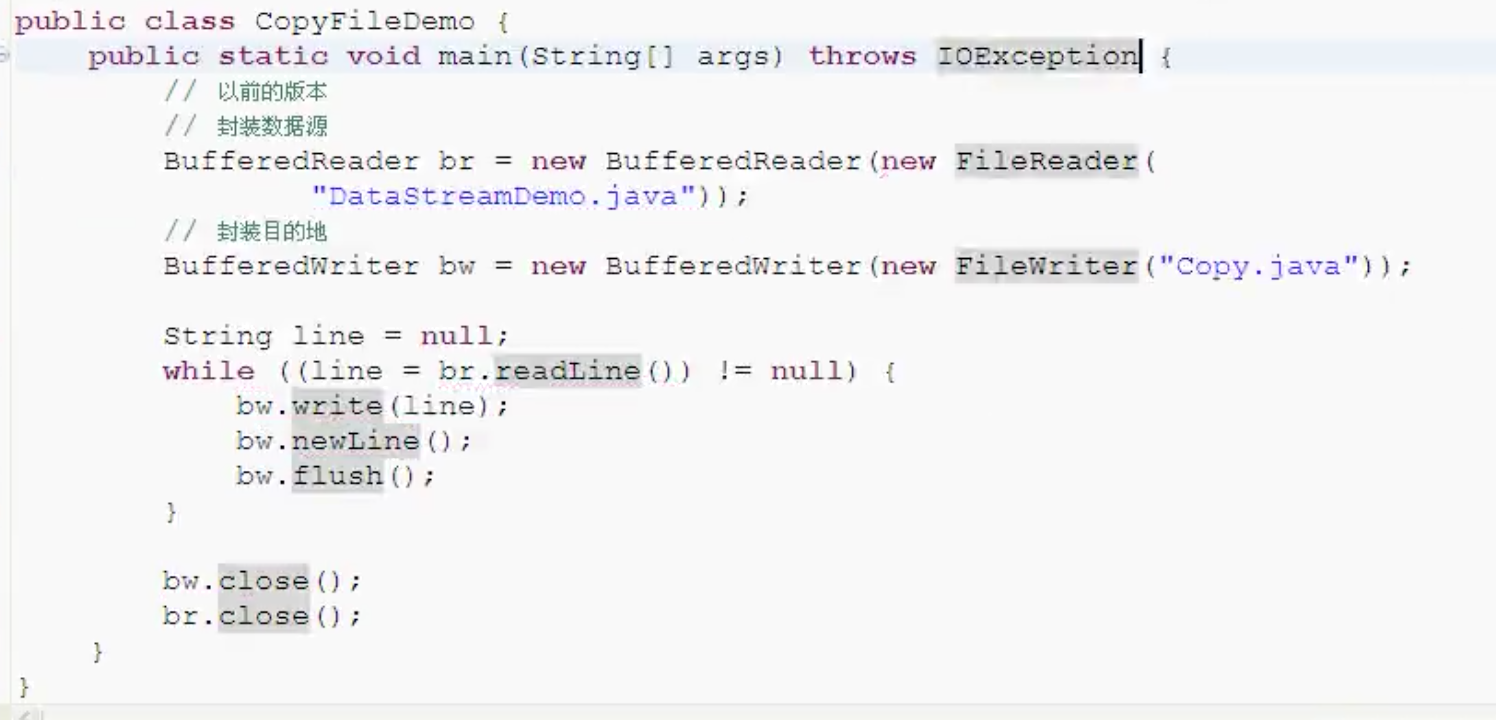 public class CopyFileDemo {
    public static void main(String[] args) throws IOException {
        // 以前的版本
        // 封装数据源
        BufferedReader br = new BufferedReader(new FileReader(
                "DataStreamDemo.java"));
        // 封装目的地
        BufferedWriter bw = new BufferedWriter(new FileWriter("Copy.java"));

        String line = null;
        while ((line = br.readLine()) != null) {
            bw.write(line);
            bw.newLine();
            bw.flush();
        }

        bw.close();
        br.close();
    }
}